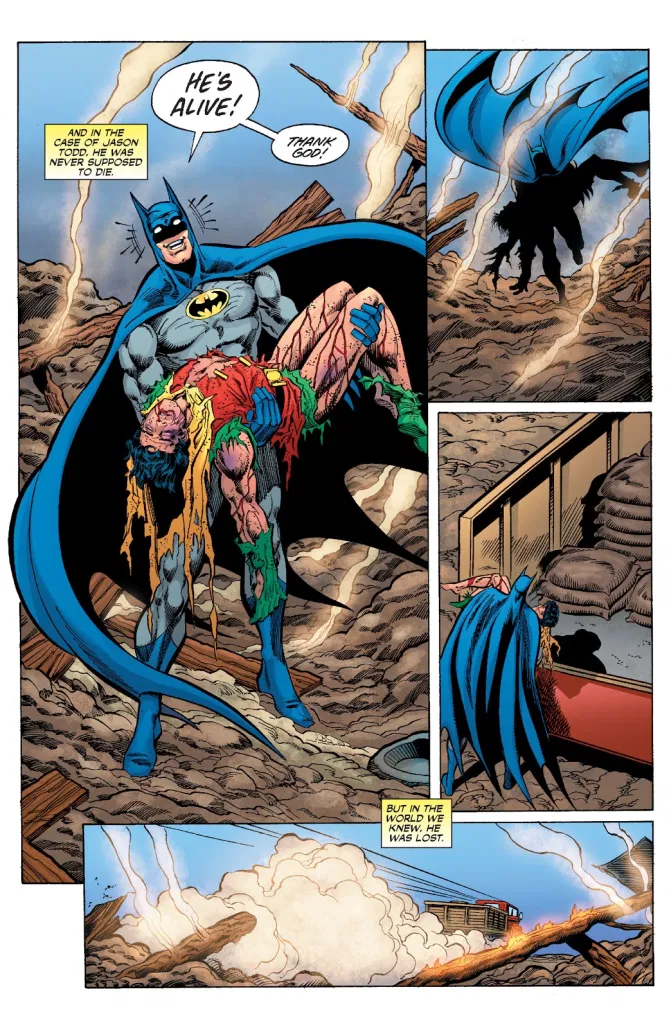 HE'S
ALIVE!
THANK
GOD!
AND IN THE
CASE OF JASON
TODD, HE WAS
NEVER SUPPOSED
TO DIE.
BUT IN THE
WORLD WE
KNEW, HE
WAS LOST.